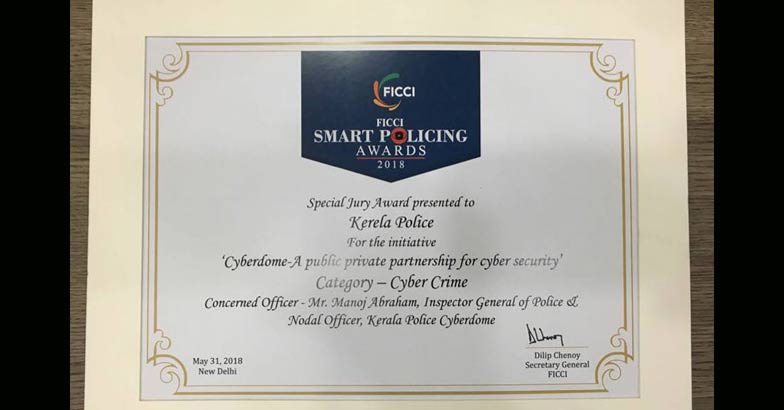 FICCI
FICCI
SMART POLICING
AWARDS
2018
Special Jury Award presented to
Kerela Police
For the initiative
‘Cyberdome-A public private partnership for cyber security’
Category – Cyber Crime
Concerned Officer - Mr. Manoj Abraham, Inspector General of Police &
Nodal Officer, Kerala Police Cyberdome
May 31, 2018
New Delhi
DChenoy
Dilip Chenoy
Secretary General
FICCI